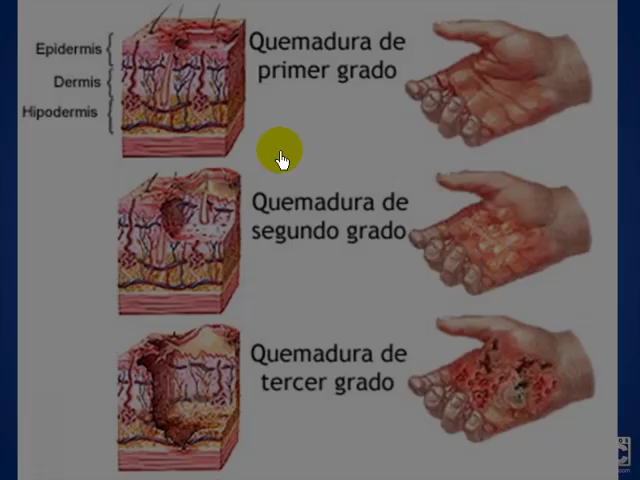 Epidermis
Dermis
Hipodermis
Quemadura de
primer grado
Quemadura de
segundo grado
Quemadura de
tercer grado